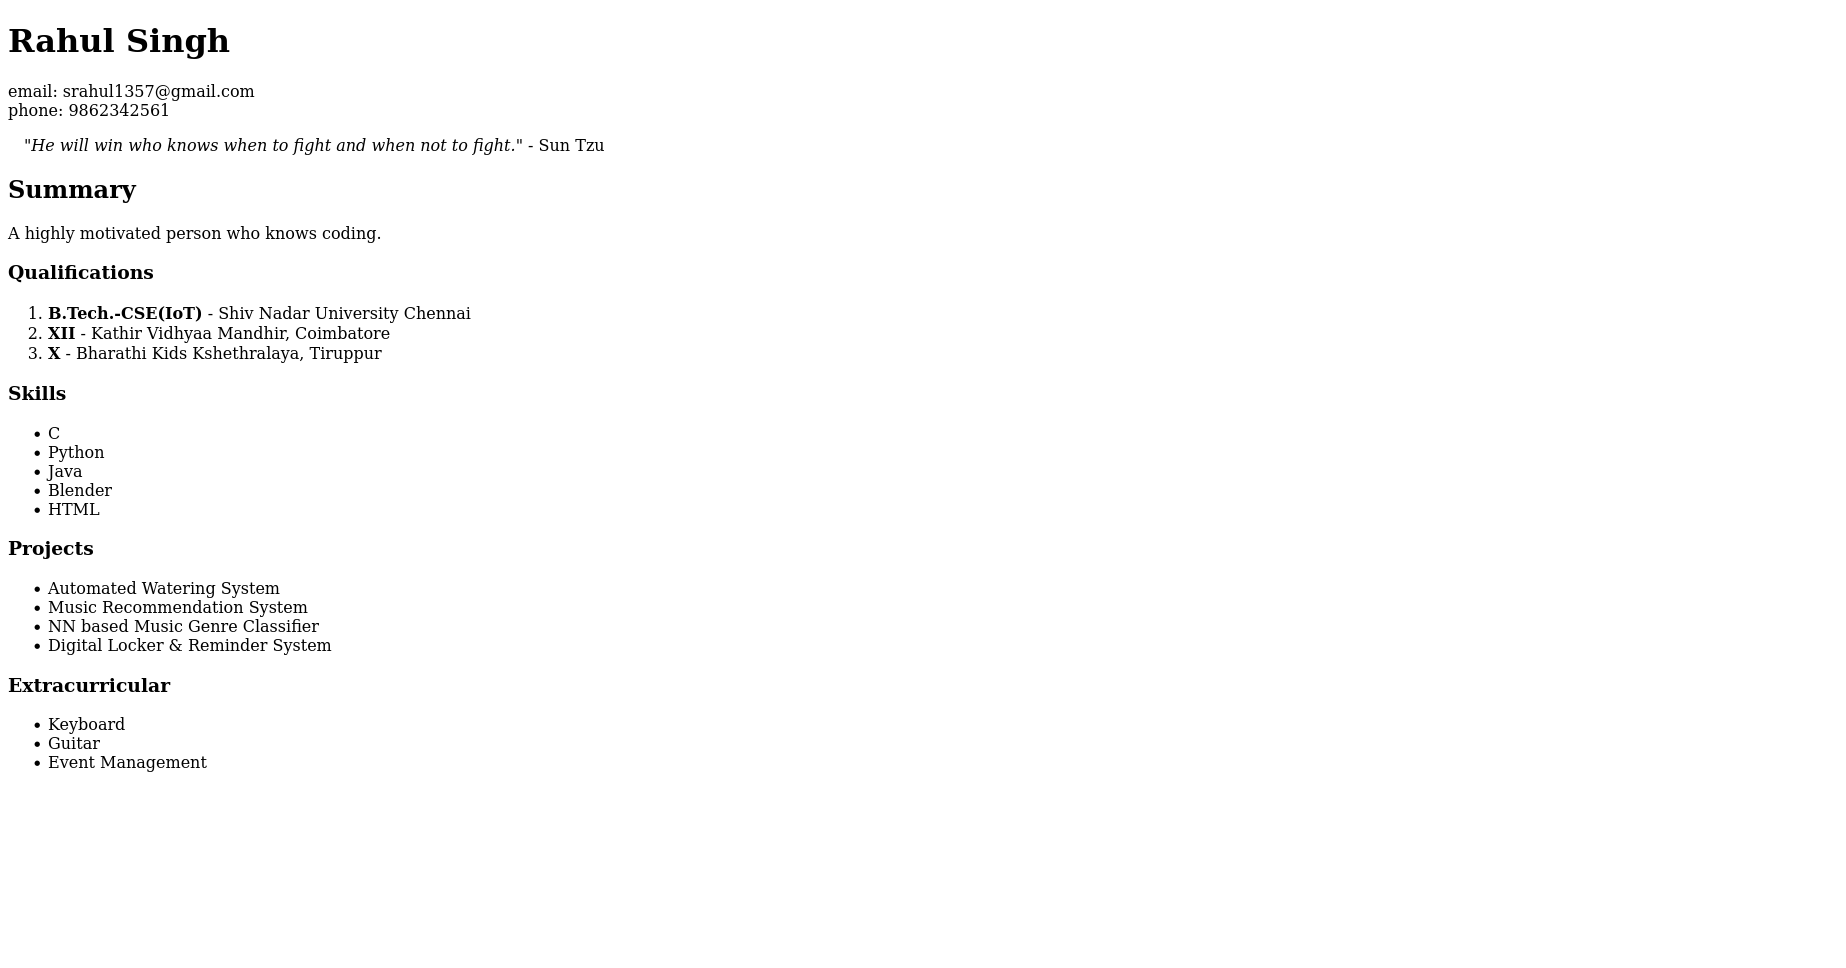 Rahul Singh
email: srahul1357@gmail.com
phone: 9862342561
"He will win who knows when to fight and when not to fight." - Sun Tzu
Summary
A highly motivated person who knows coding.
Qualifications
1. B.Tech.-CSE(IoT) - Shiv Nadar University Chennai
2. XII - Kathir Vidhyaa Mandhir, Coimbatore
3. X - Bharathi Kids Kshethralaya, Tiruppur
Skills
• C
• Python
• Java
• Blender
• HTML
Projects
• Automated Watering System
• Music Recommendation System
• NN based Music Genre Classifier
• Digital Locker & Reminder System
Extracurricular
• Keyboard
• Guitar
• Event Management